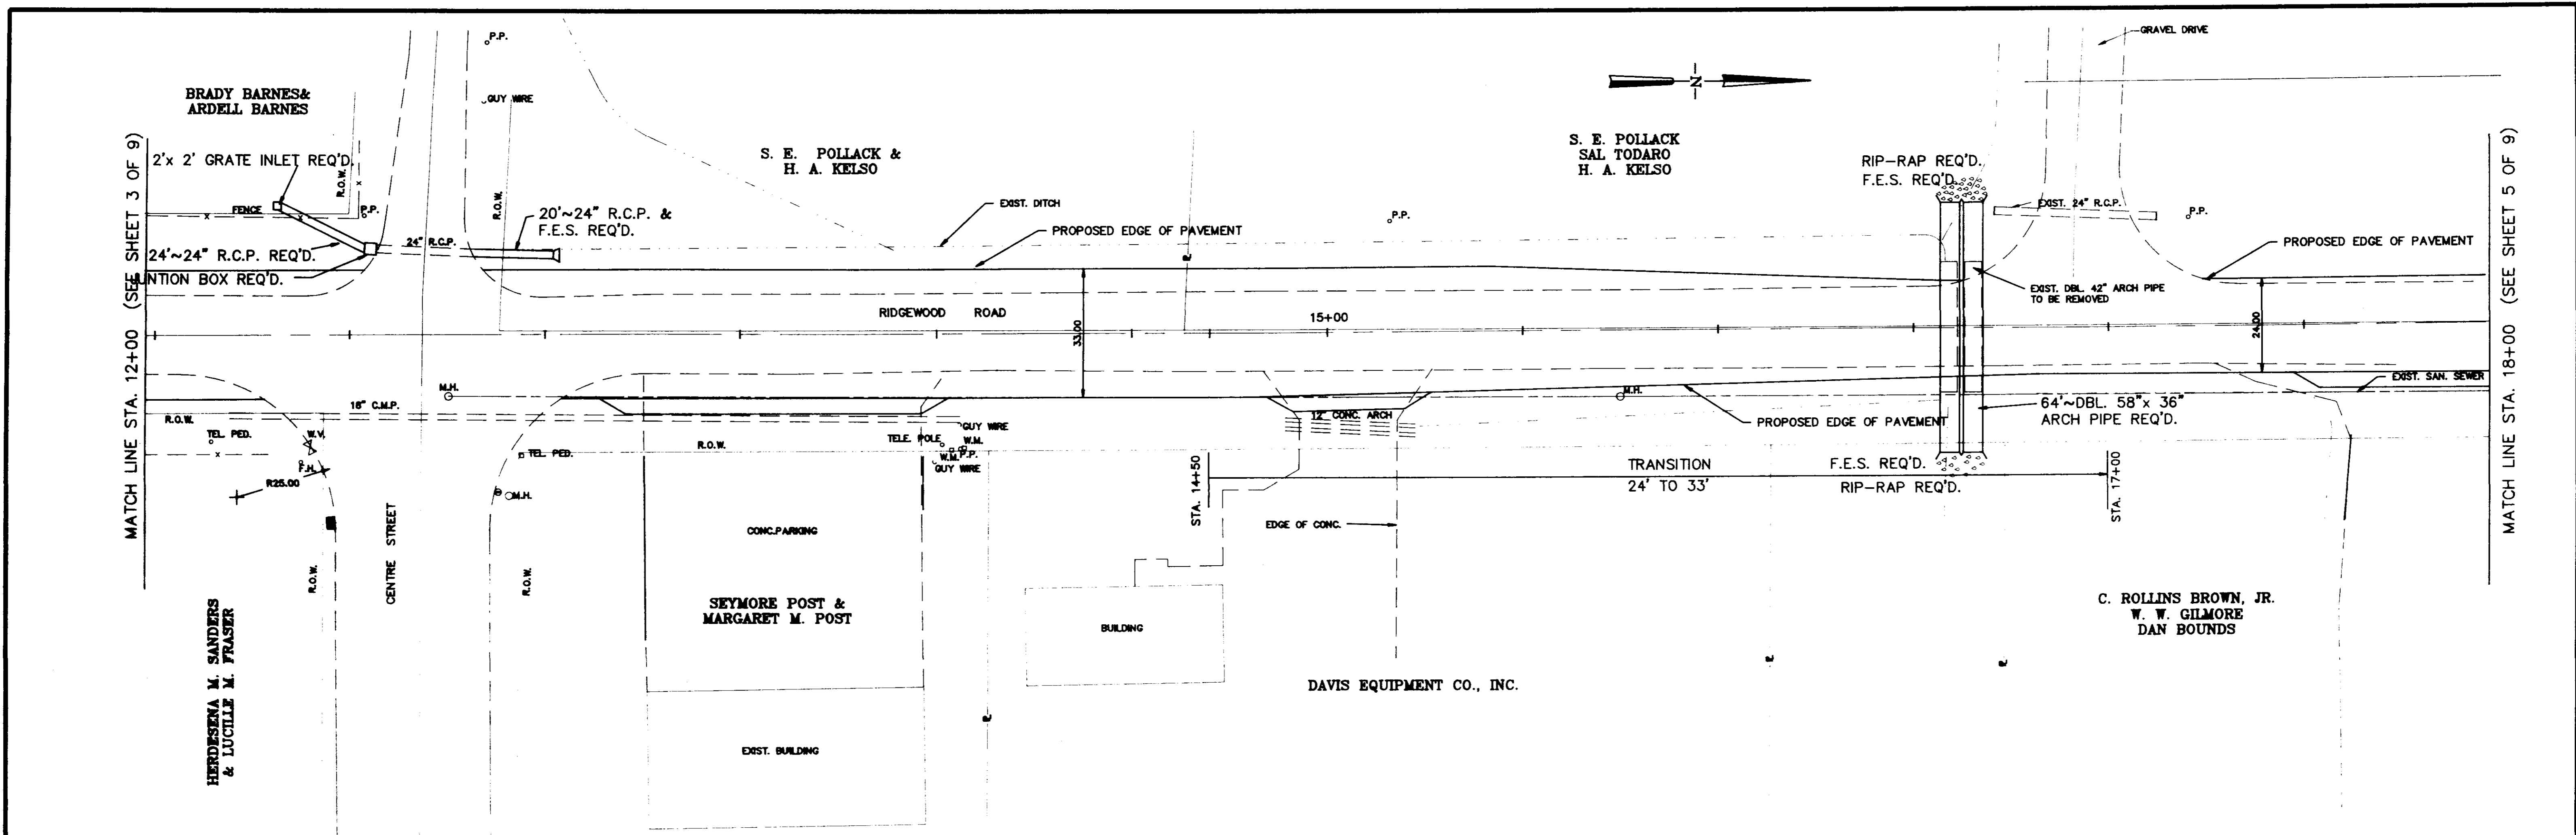 P.P.
GRAVEL DRIVE
N
BRADY BARNES&
ARDELL BARNES
GUY WIRE
MATCH LINE STA. 12+00 (SEE SHEET 3 OF 9)
2'x 2' GRATE INLET REQ'D.
R.O.W.
S. E. POLLACK &
H. A. KELSO
S. E. POLLACK
SAL TODARO
H. A. KELSO
RIP-RAP REQ'D.
F.E.S. REQ'D.
MATCH LINE STA. 18+00 (SEE SHEET 5 OF 9)
FENCE
x
x
x
P.P.
R.O.W.
20'~24" R.C.P. &
F.E.S. REQ'D.
EXIST. DITCH
P.P.
EXIST. 24" R.C.P.
P.P.
24" R.C.P.
PROPOSED EDGE OF PAVEMENT
PROPOSED EDGE OF PAVEMENT
24'~24" R.C.P. REQ'D.
UNTION BOX REQ'D.
EXIST. DBL. 42" ARCH PIPE
TO BE REMOVED
RIDGEWOOD ROAD
15+00
33.00
24.00
M.H.
M.H.
EXIST. SAN. SEWER
18" C.M.P.
R.O.W.
12" CONC. ARCH
PROPOSED EDGE OF PAVEMENT
64'~DBL. 58"x 36"
ARCH PIPE REQ'D.
TEL. PED.
W.V.
GUY WIRE
TELE. POLE
W.M.
R.O.W.
x
TEL. PED.
W.M.
P.P.
GUY WIRE
F.H.
R25.00
M.H.
TRANSITION
24' TO 33'
F.E.S. REQ'D.
RIP-RAP REQ'D.
STA. 14+50
STA. 17+00
EDGE OF CONC.
CONC.PARKING
CENTRE STREET
R.O.W.
R.O.W.
SEYMORE POST &
MARGARET M. POST
BUILDING
C. ROLLINS BROWN, JR.
W. W. GILMORE
DAN BOUNDS
HERDESENA M. SANDERS
& LUCILLE M. FRASER
DAVIS EQUIPMENT CO., INC.
EXIST. BUILDING